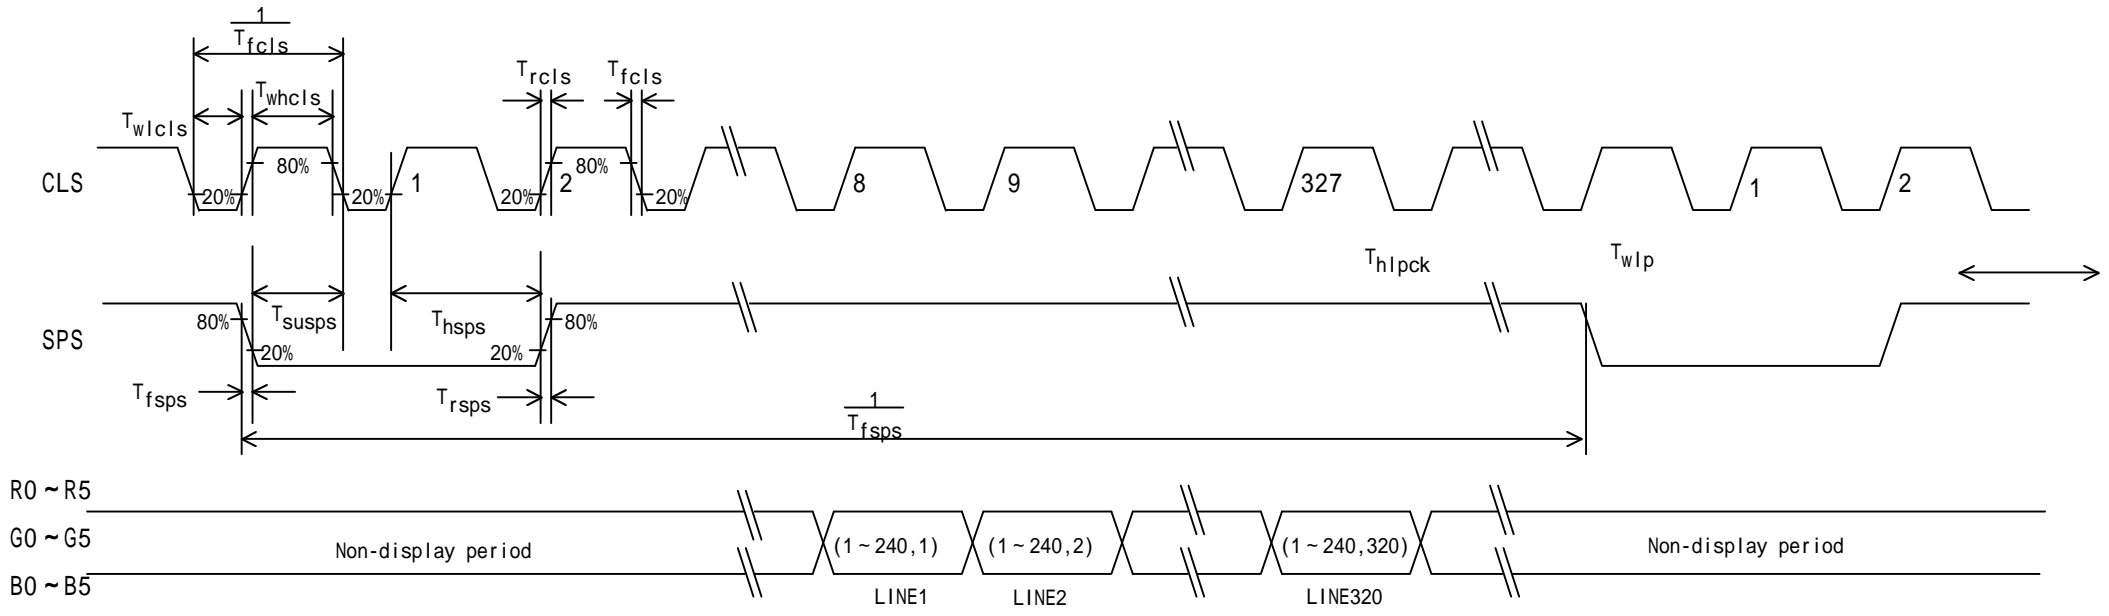 1
Tfcls
Trcls
Tfcls
Twhcls
Twlcls
CLS
20%
80%
20%
1
20%
2
80%
20%
8
9
327
1
2
Thlpck
Twlp
SPS
80%
20%
Tsusps
Thsps
20%
80%
Tfsps
Trsps
1
Tfsps
R0~R5
G0~G5
B0~B5
Non-display period
(1~240,1)
(1~240,2)
(1~240,320)
Non-display period
LINE1
LINE2
LINE320